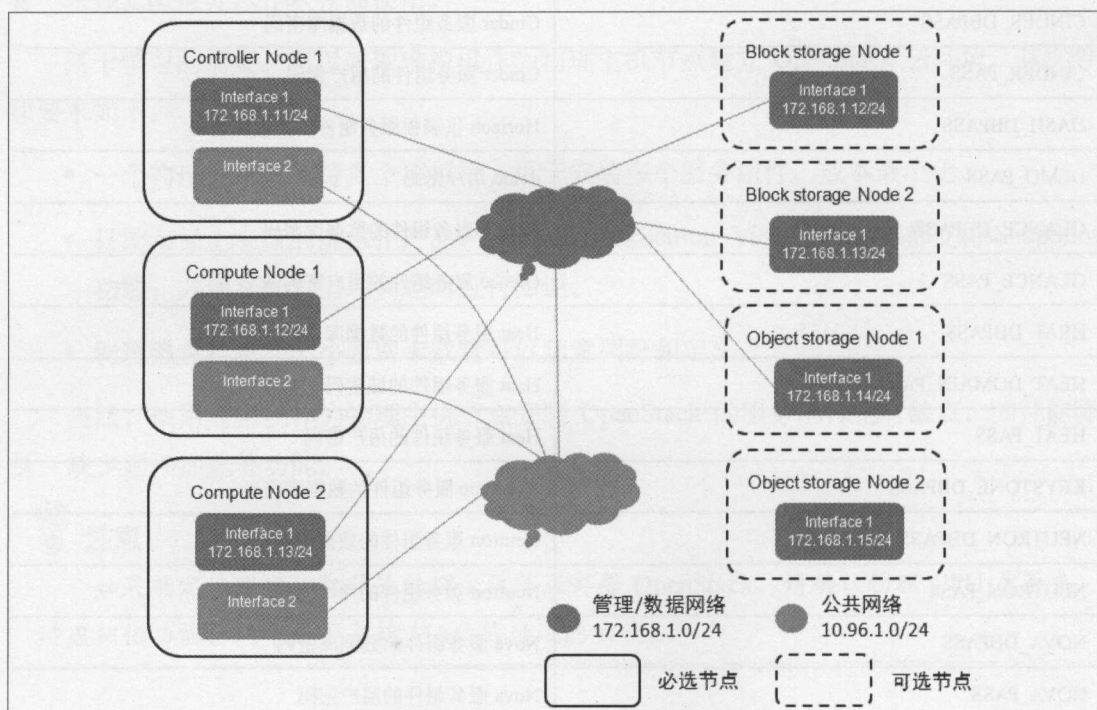 Controller Node 1
Interface 1
172.168.1.11/24
Interface 2
Compute Node 1
Interface 1
172.168.1.12/24
Interface 2
Compute Node 2
Interface 1
172.168.1.13/24
Interface 2
Block storage Node 1
Interface 1
172.168.1.12/24
Block storage Node 2
Interface 1
172.168.1.13/24
Object storage Node 1
Interface 1
172.168.1.14/24
Object storage Node 2
Interface 1
172.168.1.15/24
管理/数据网络
172.168.1.0/24
公共网络
10.96.1.0/24
必选节点
可选节点